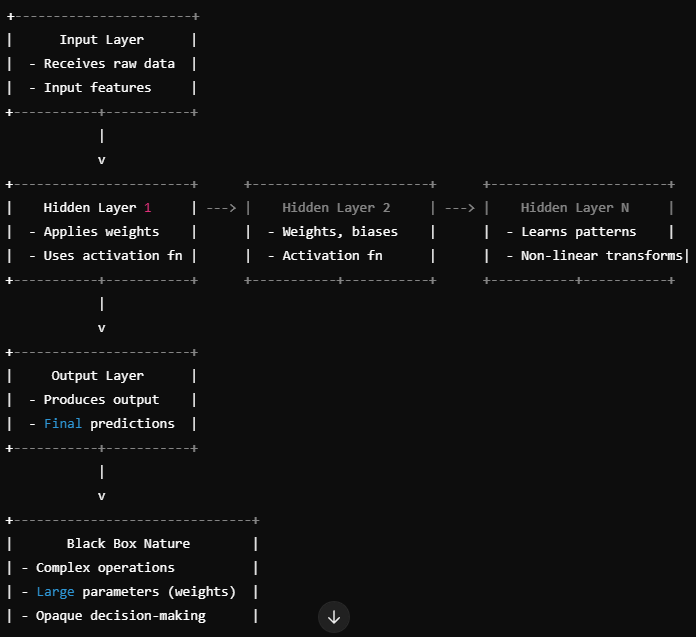 +-----------------------+
|      Input Layer      |
|  - Receives raw data  |
|  - Input features     |
+-----------+-----------+
            |
            v
+-----------------------+      +-----------------------+      +-----------------------+
|    Hidden Layer 1     | ---> |    Hidden Layer 2     | ---> |    Hidden Layer N     |
|  - Applies weights    |      |  - Weights, biases    |      |  - Learns patterns    |
|  - Uses activation fn |      |  - Activation fn      |      |  - Non-linear transforms|
+-----------+-----------+      +-----------+-----------+      +-----------+-----------+
            |
            v
+-----------------------+
|     Output Layer      |
|  - Produces output    |
|  - Final predictions  |
+-----------+-----------+
            |
            v
+-------------------------------+
|       Black Box Nature        |
| - Complex operations          |
| - Large parameters (weights)  |
| - Opaque decision-making      |